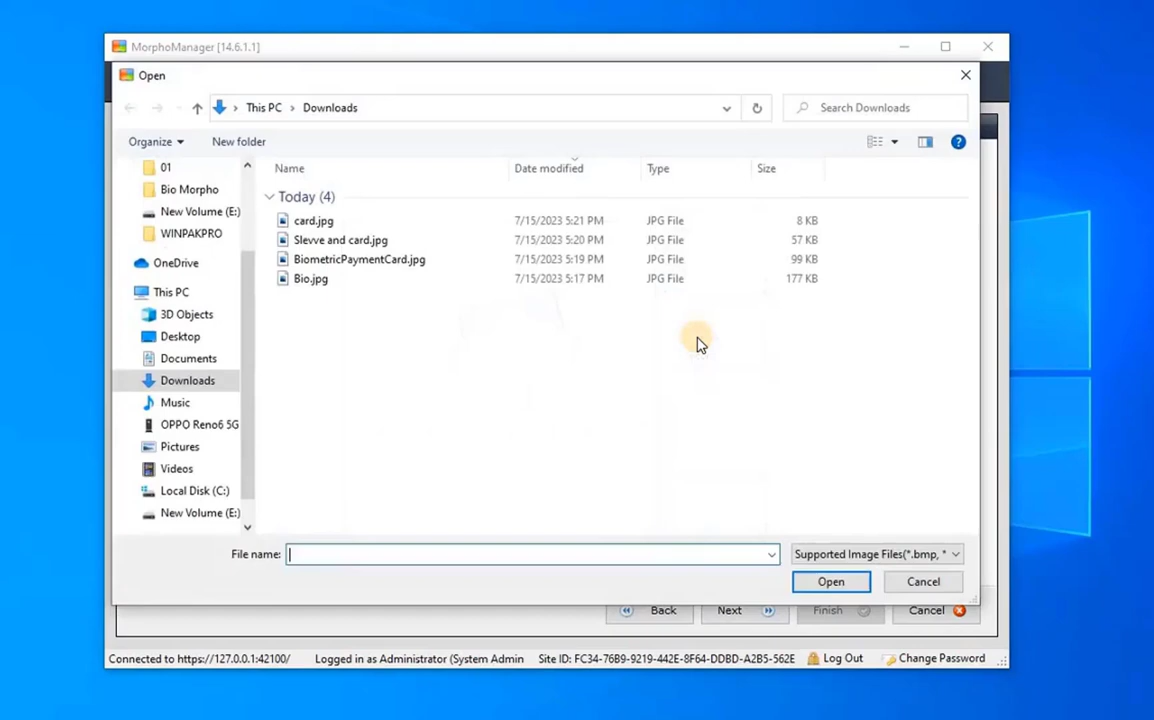 MorphoManager [14.6.1.1]
Open
This PC > Downloads
Search Downloads
Organize
New folder
01
Bio Morpho
New Volume (E:)
WINPAKPRO
OneDrive
This PC
3D Objects
Desktop
Documents
Downloads
Music
OPPO Reno6 5G
Pictures
Videos
Local Disk (C:)
New Volume (E:)
Name Date modified Type Size
Today (4)
card.jpg 7/15/2023 5:21 PM JPG File 8 KB
Slevve and card.jpg 7/15/2023 5:20 PM JPG File 57 KB
BiometricPaymentCard.jpg 7/15/2023 5:19 PM JPG File 99 KB
Bio.jpg 7/15/2023 5:17 PM JPG File 177 KB
File name:
Supported Image Files(*.bmp, *
Open Cancel
Back Next Finish Cancel
Connected to https://127.0.0.1:42100/ Logged in as Administrator (System Admin Site ID: FC34-76B9-9219-442E-8F64-DDBD-A2B5-562E Log Out Change Password